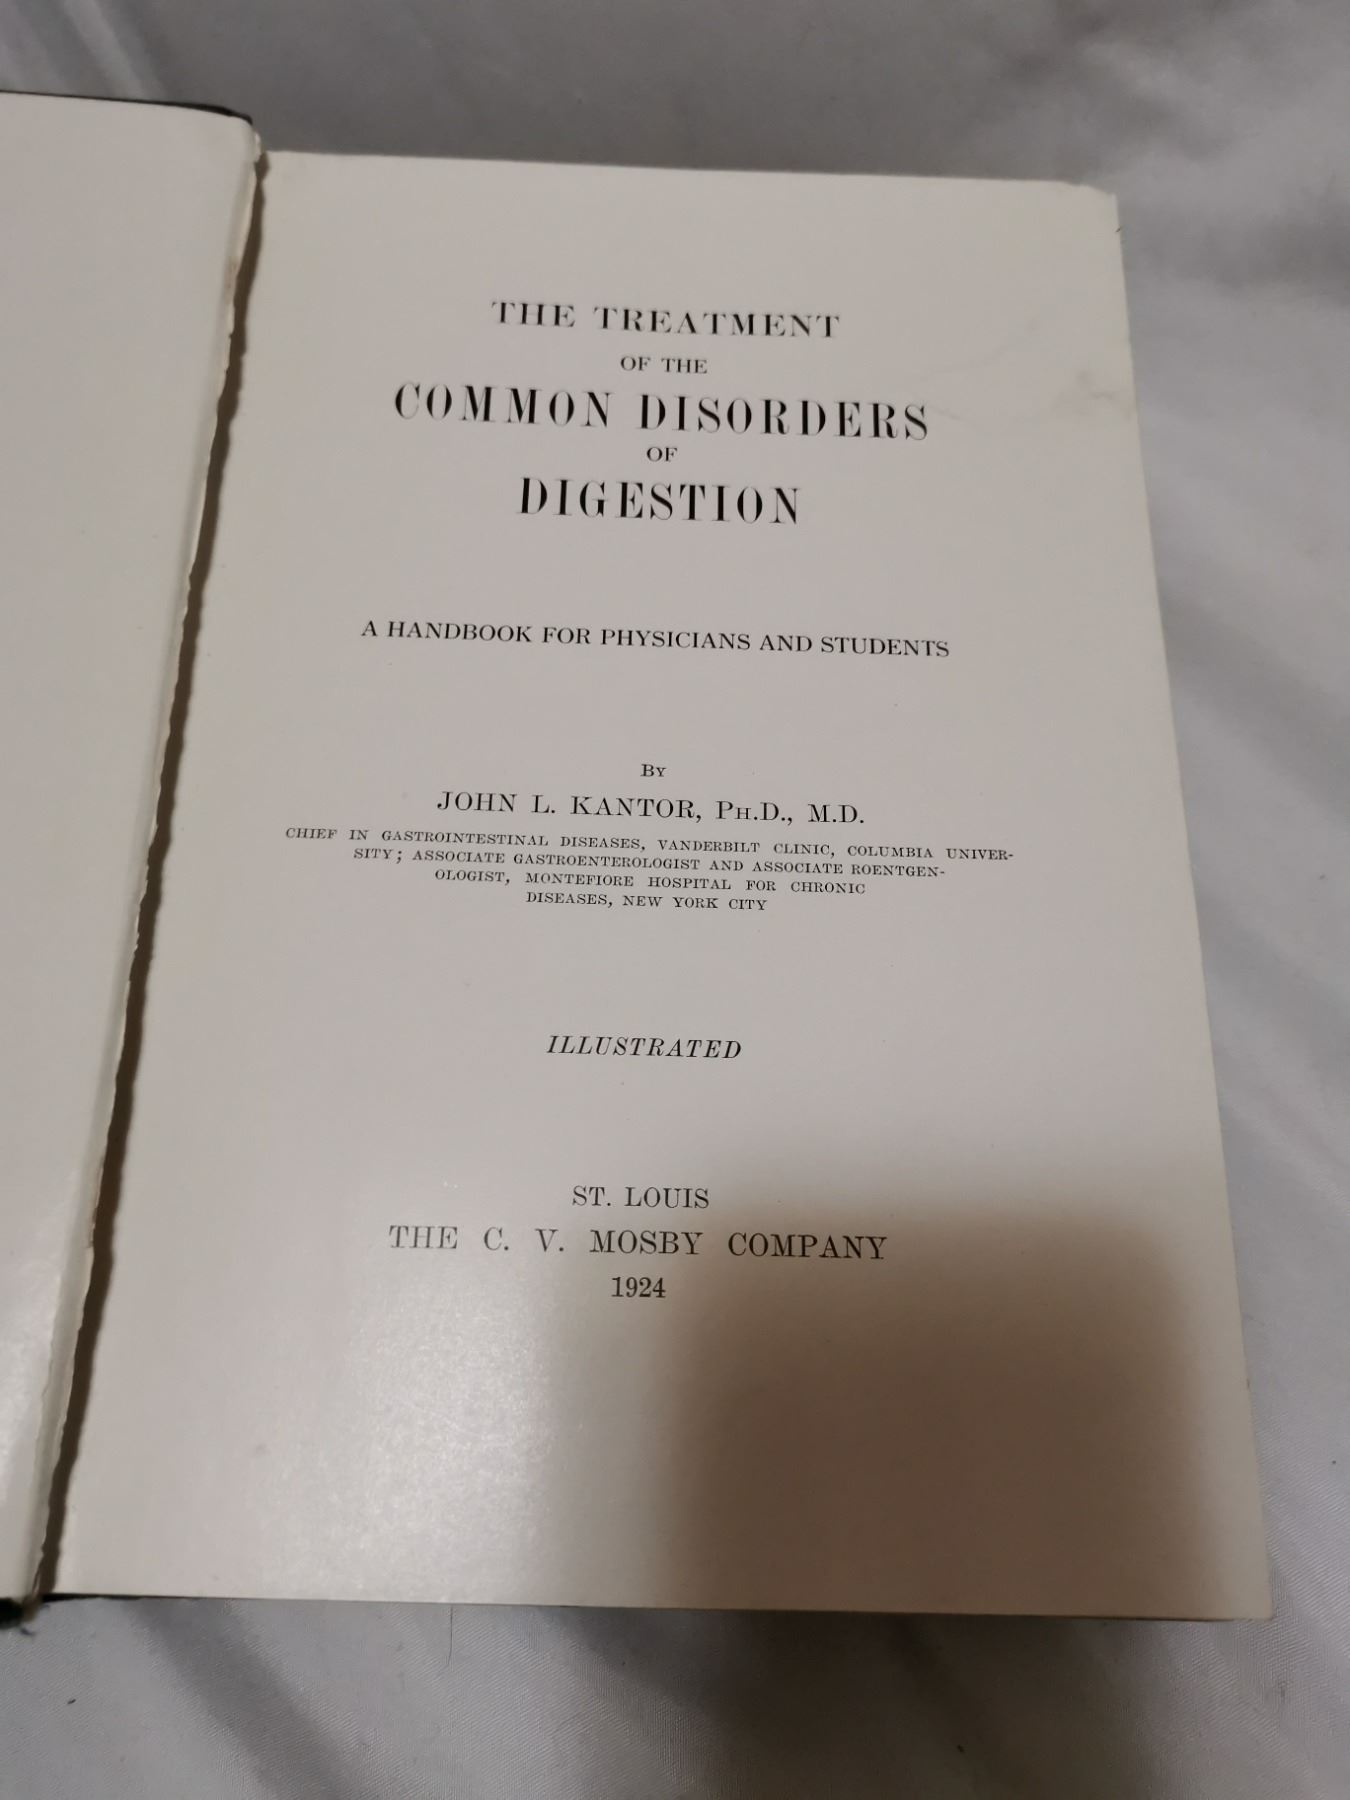 THE TREATMENT
OF THE
COMMON DISORDERS
OF
DIGESTION
A HANDBOOK FOR PHYSICIANS AND STUDENTS
BY
JOHN L. KANTOR, PH.D., M.D.
CHIEF IN GASTROINTESTINAL DISEASES, VANDERBILT CLINIC, COLUMBIA UNIVER-
SITY; ASSOCIATE GASTROENTEROLOGIST AND ASSOCIATE ROENTGEN-
OLOGIST, MONTEFIORE HOSPITAL FOR CHRONIC
DISEASES, NEW YORK CITY
ILLUSTRATED
ST. LOUIS
THE C. V. MOSBY COMPANY
1924